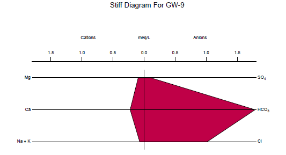 Stiff Diagram For GW-9
Cations meq/L Anions
1.5 1.0 0.5 0.0 0.5 1.0 1.5
Mg SO₄
Ca HCO₃
Na + K Cl